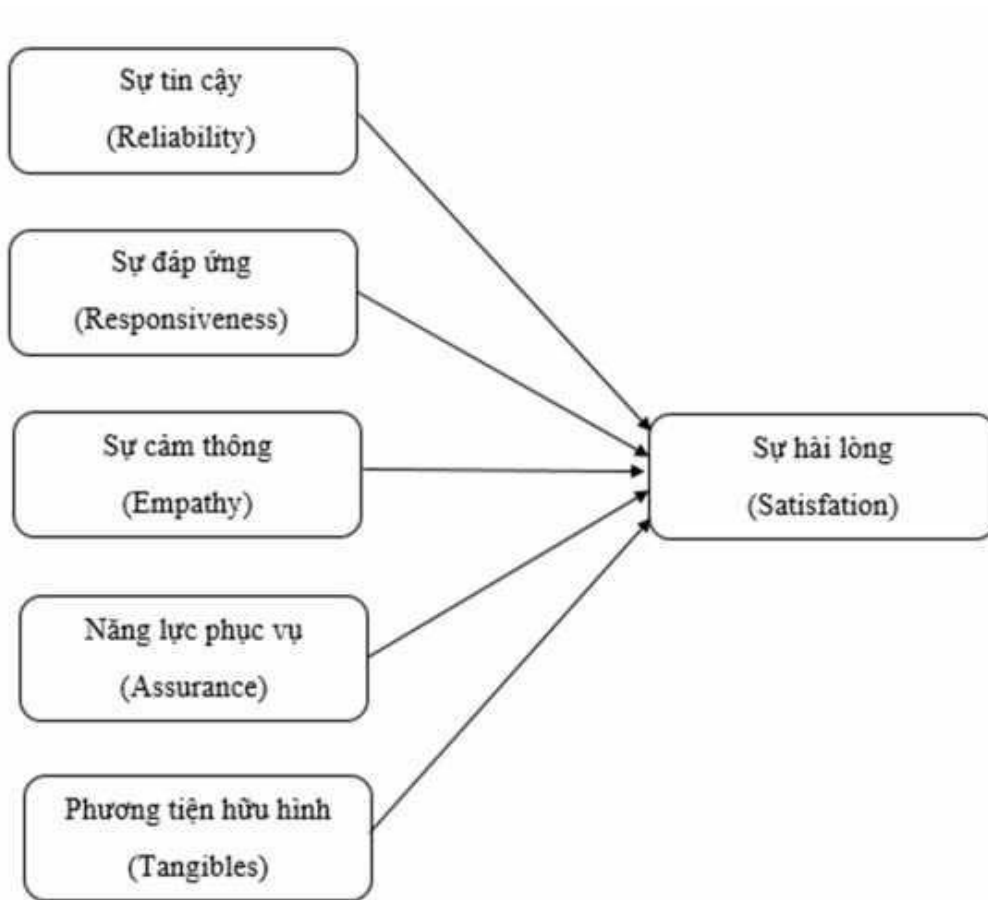 Sự tin cậy
(Reliability)
Sự đáp ứng
(Responsiveness)
Sự cảm thông
(Empathy)
Năng lực phục vụ
(Assurance)
Phương tiện hữu hình
(Tangibles)
Sự hài lòng
(Satisfation)